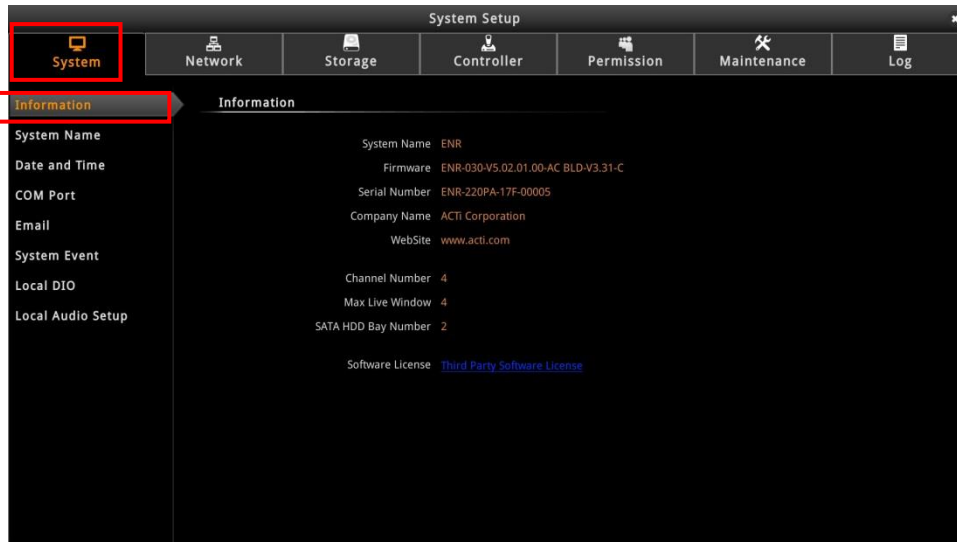 System Setup
System Network Storage Controller Permission Maintenance Log
Information
System Name
Date and Time
COM Port
Email
System Event
Local DIO
Local Audio Setup
Information
System Name ENR
Firmware ENR-030-V5.02.01.00-AC BLD-V3.31-C
Serial Number ENR-220PA-17F-00005
Company Name ACTi Corporation
WebSite www.acti.com
Channel Number 4
Max Live Window 4
SATA HDD Bay Number 2
Software License Third Party Software License